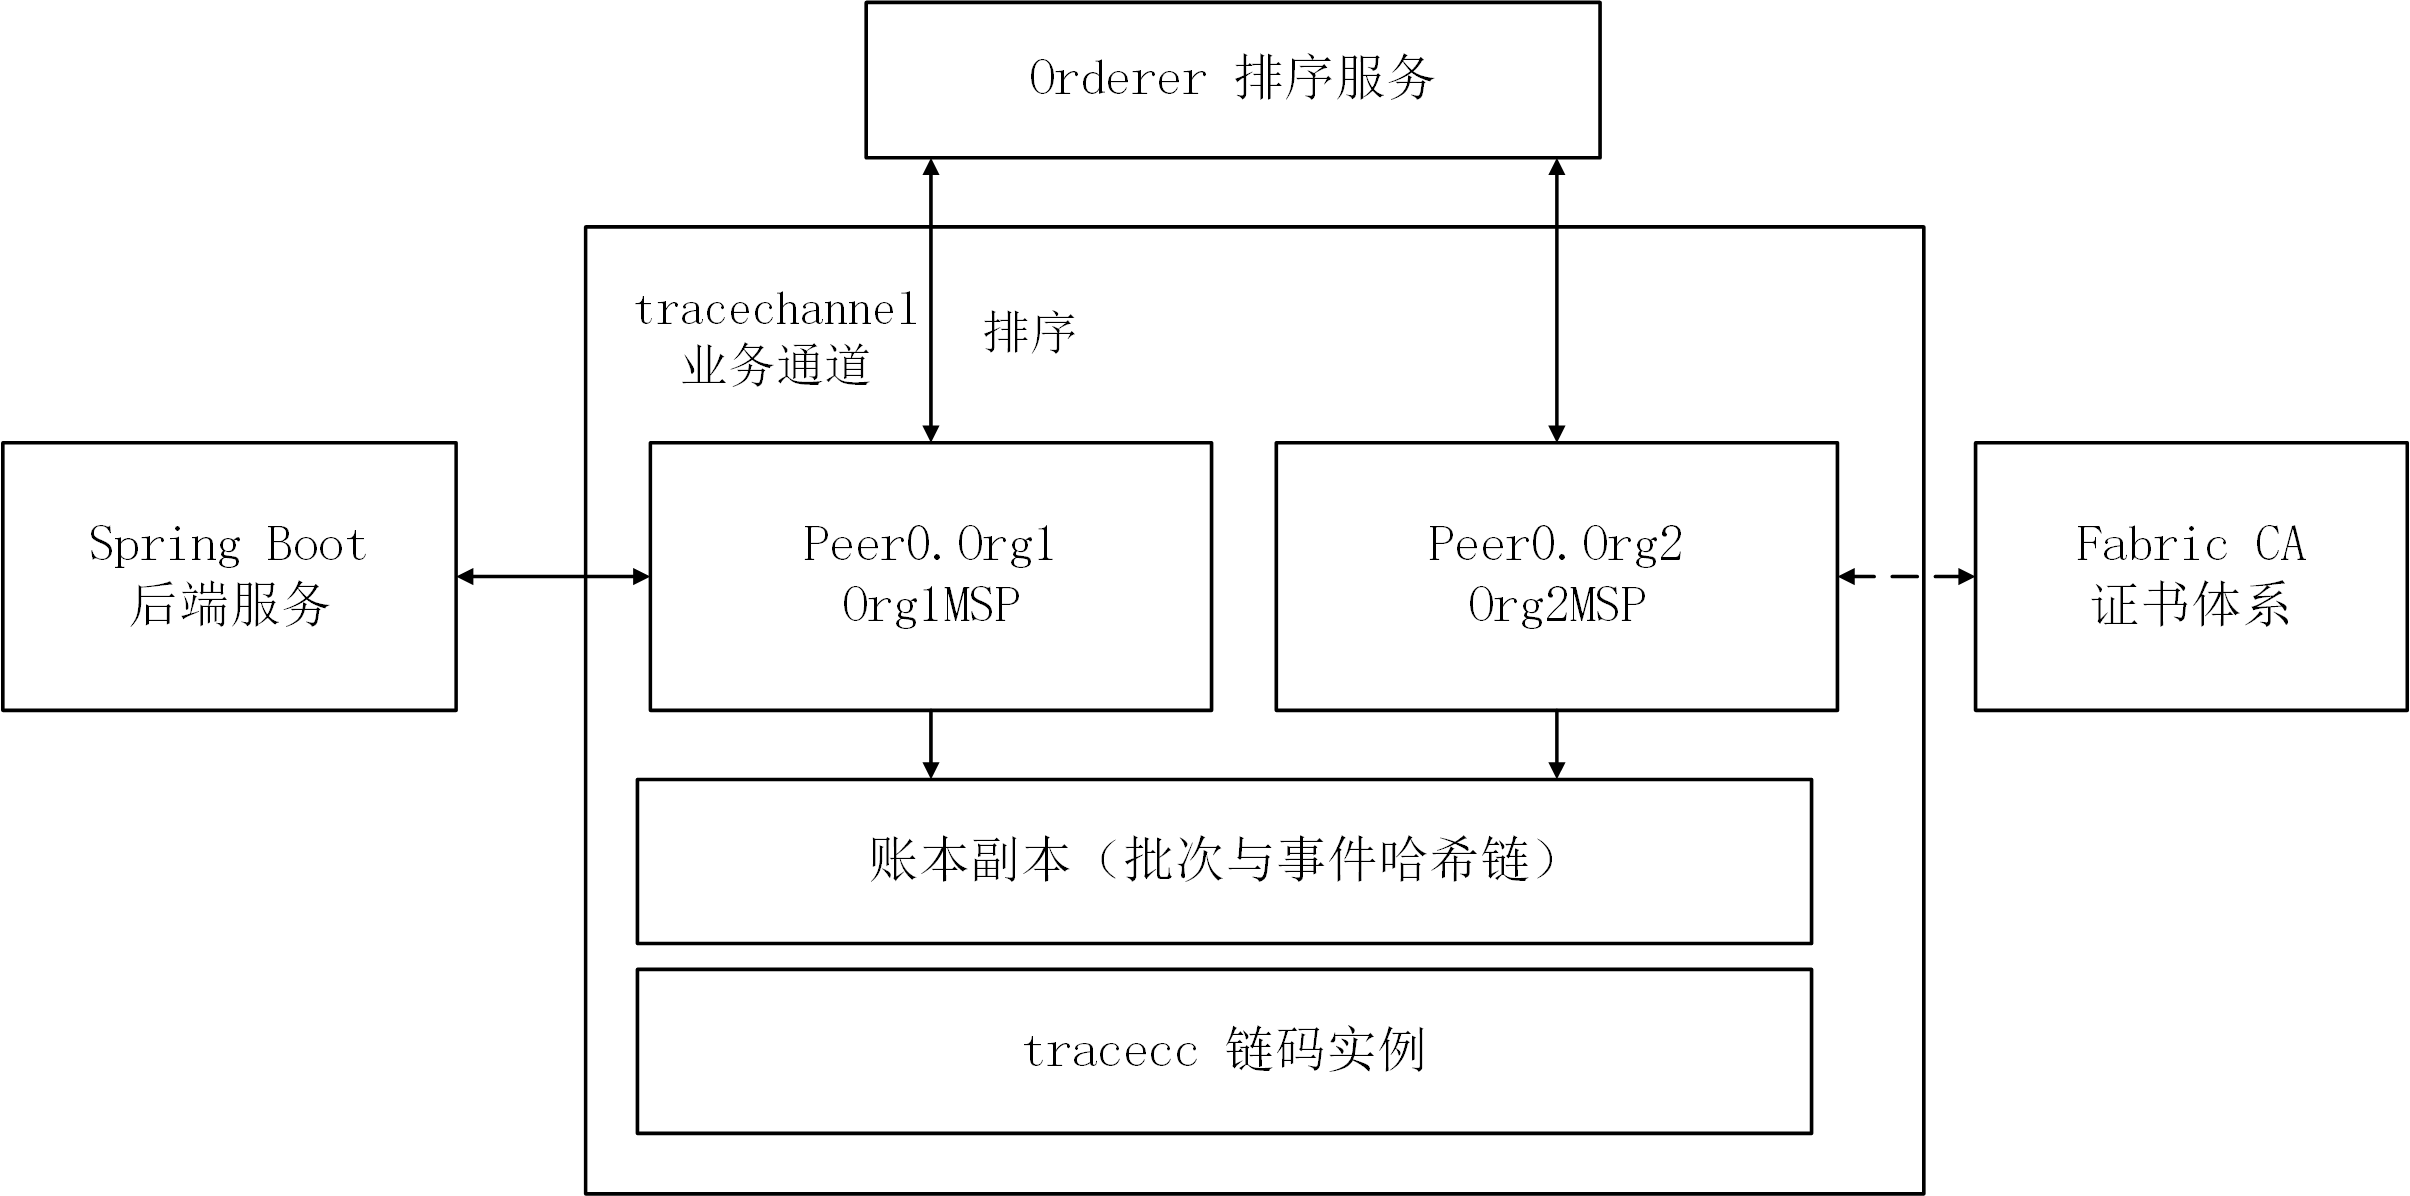 Orderer 排序服务
tracechannel
业务通道
排序
Spring Boot
后端服务
Peer0.Org1
Org1MSP
Peer0.Org2
Org2MSP
Fabric CA
证书体系
账本副本（批次与事件哈希链）
tracecc 链码实例